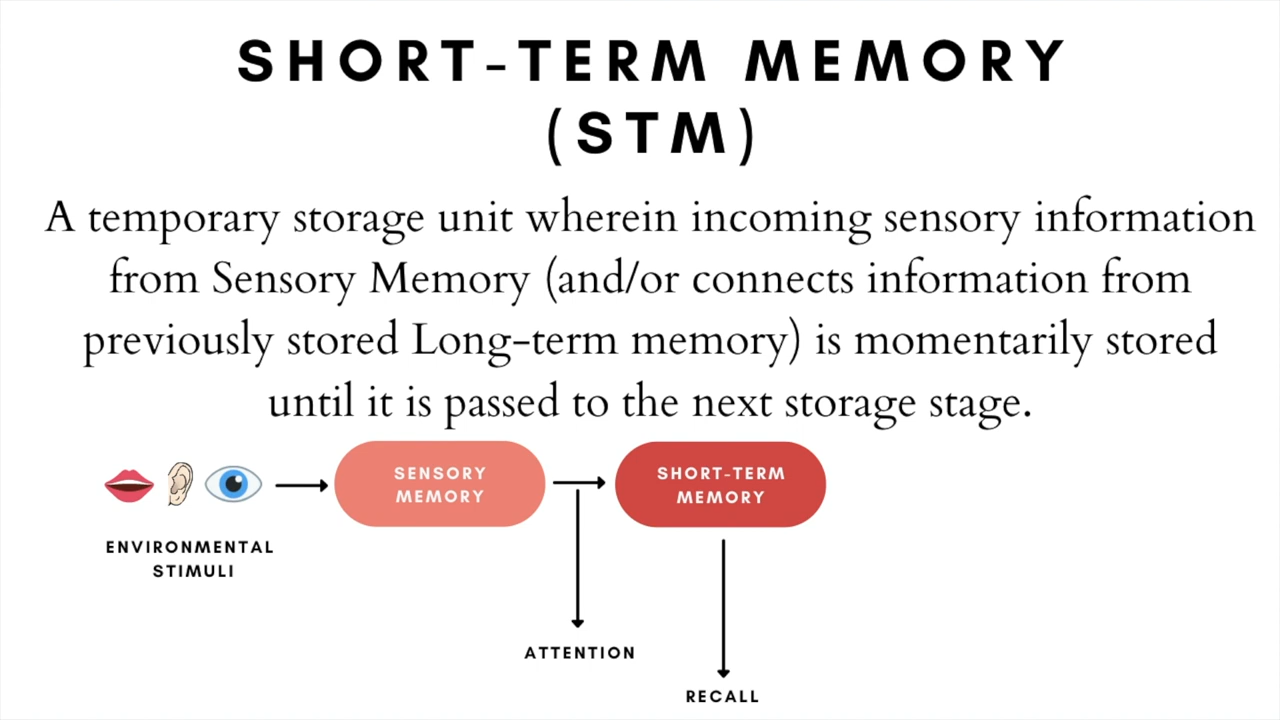 SHORT-TERM MEMORY
(STM)
A temporary storage unit wherein incoming sensory information
from Sensory Memory (and/or connects information from
previously stored Long-term memory) is momentarily stored
until it is passed to the next storage stage.
SENSORY
MEMORY
SHORT-TERM
MEMORY
ENVIRONMENTAL
STIMULI
ATTENTION
RECALL